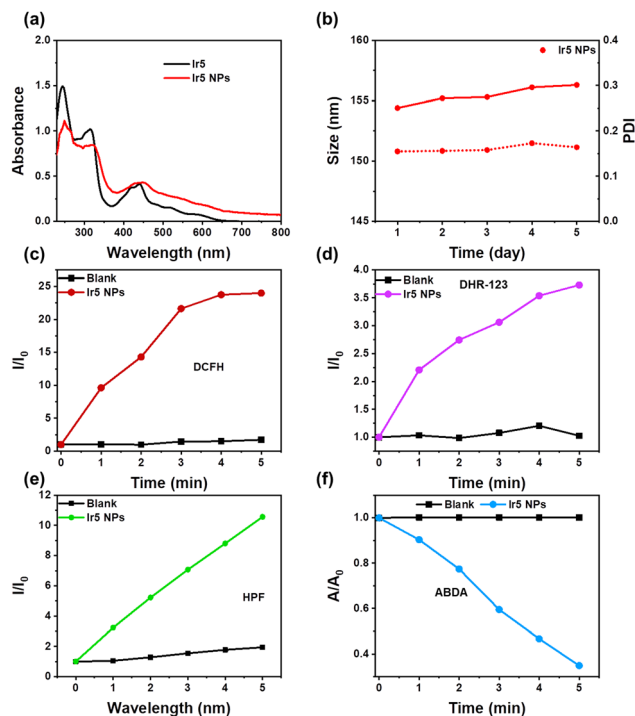 (a)
Ir5
Ir5 NPs
2.0
1.5
1.0
0.5
0.0
Absorbance
300 400 500 600 700 800
Wavelength (nm)
(b)
Ir5 NPs
160
155
150
145
Size (nm)
0.4
0.3
0.2
0.1
0.0
PDI
1 2 3 4 5
Time (day)
(c)
Blank
Ir5 NPs
DCFH
25
20
15
10
5
0
I/I0
0 1 2 3 4 5
Time (min)
(d)
Blank
Ir5 NPs
DHR-123
4.0
3.5
3.0
2.5
2.0
1.5
1.0
I/I0
0 1 2 3 4 5
Time (min)
(e)
Blank
Ir5 NPs
HPF
12
10
8
6
4
2
0
I/I0
0 1 2 3 4 5
Wavelength (nm)
(f)
Blank
Ir5 NPs
ABDA
1.0
0.8
0.6
0.4
A/A0
0 1 2 3 4 5
Time (min)